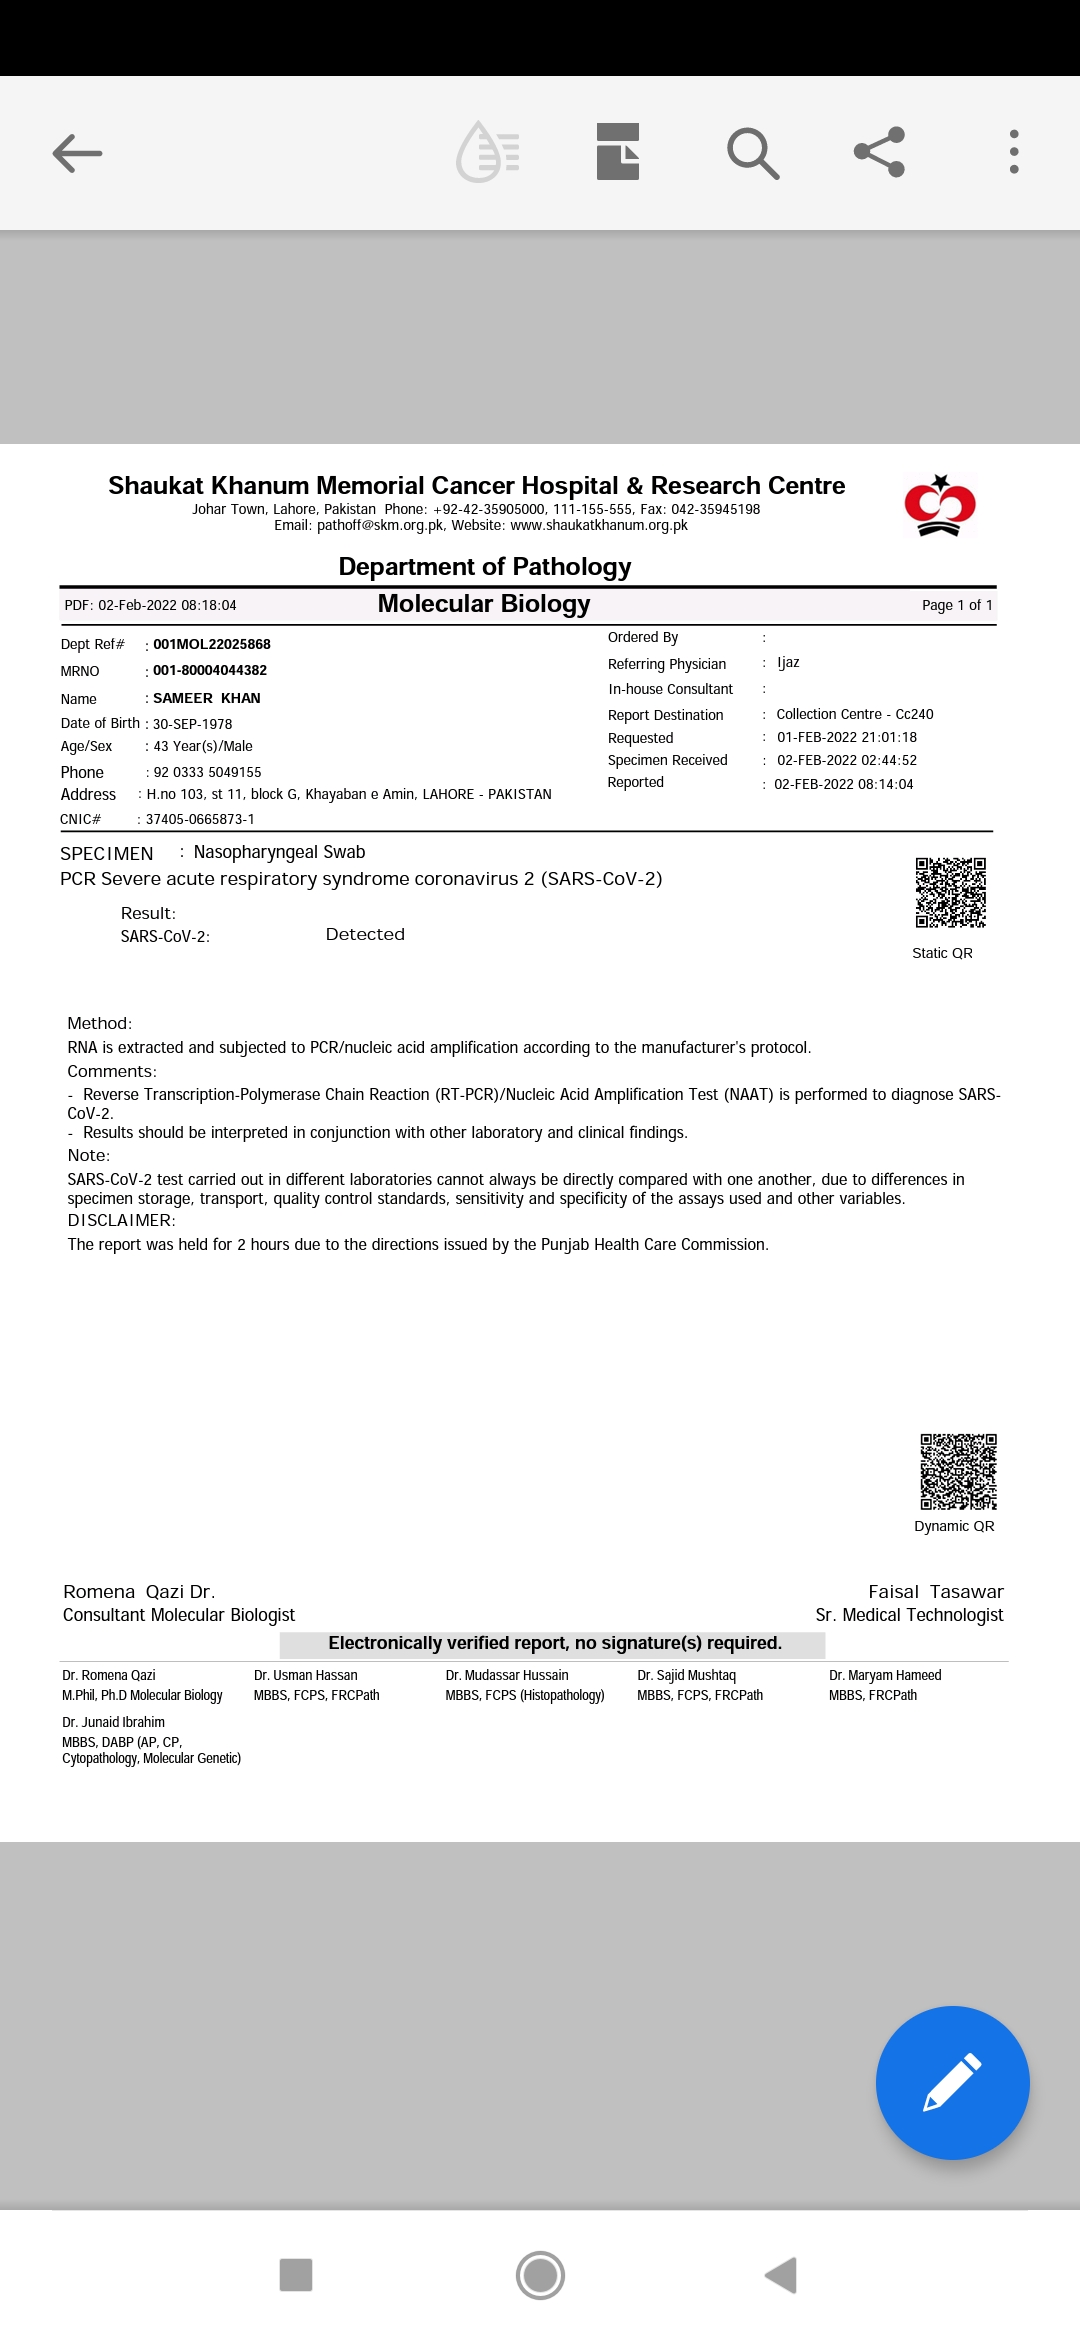 Shaukat Khanum Memorial Cancer Hospital & Research Centre
Johar Town, Lahore, Pakistan Phone: +92-42-35905000, 111-155-555, Fax: 042-35945198
Email: pathoff@skm.org.pk, Website: www.shaukatkhanum.org.pk
Department of Pathology
PDF: 02-Feb-2022 08:18:04 Molecular Biology Page 1 of 1
Dept Ref# : 001MOL22025868
MRNO : 001-80004044382
Name : SAMEER KHAN
Date of Birth : 30-SEP-1978
Age/Sex : 43 Year(s)/Male
Phone : 92 0333 5049155
Address : H.no 103, st 11, block G, Khayaban e Amin, LAHORE - PAKISTAN
CNIC# : 37405-0665873-1
Ordered By :
Referring Physician : Ijaz
In-house Consultant :
Report Destination : Collection Centre - Cc240
Requested : 01-FEB-2022 21:01:18
Specimen Received : 02-FEB-2022 02:44:52
Reported : 02-FEB-2022 08:14:04
SPECIMEN : Nasopharyngeal Swab
PCR Severe acute respiratory syndrome coronavirus 2 (SARS-CoV-2)
Result:
SARS-CoV-2: Detected
Static QR
Method:
RNA is extracted and subjected to PCR/nucleic acid amplification according to the manufacturer's protocol.
Comments:
- Reverse Transcription-Polymerase Chain Reaction (RT-PCR)/Nucleic Acid Amplification Test (NAAT) is performed to diagnose SARS-
CoV-2.
- Results should be interpreted in conjunction with other laboratory and clinical findings.
Note:
SARS-CoV-2 test carried out in different laboratories cannot always be directly compared with one another, due to differences in
specimen storage, transport, quality control standards, sensitivity and specificity of the assays used and other variables.
DISCLAIMER:
The report was held for 2 hours due to the directions issued by the Punjab Health Care Commission.
Dynamic QR
Romena Qazi Dr. Faisal Tasawar
Consultant Molecular Biologist Sr. Medical Technologist
Electronically verified report, no signature(s) required.
Dr. Romena Qazi Dr. Usman Hassan Dr. Mudassar Hussain Dr. Sajid Mushtaq Dr. Maryam Hameed
M.Phil, Ph.D Molecular Biology MBBS, FCPS, FRCPath MBBS, FCPS (Histopathology) MBBS, FCPS, FRCPath MBBS, FRCPath
Dr. Junaid Ibrahim
MBBS, DABP (AP, CP,
Cytopathology, Molecular Genetic)